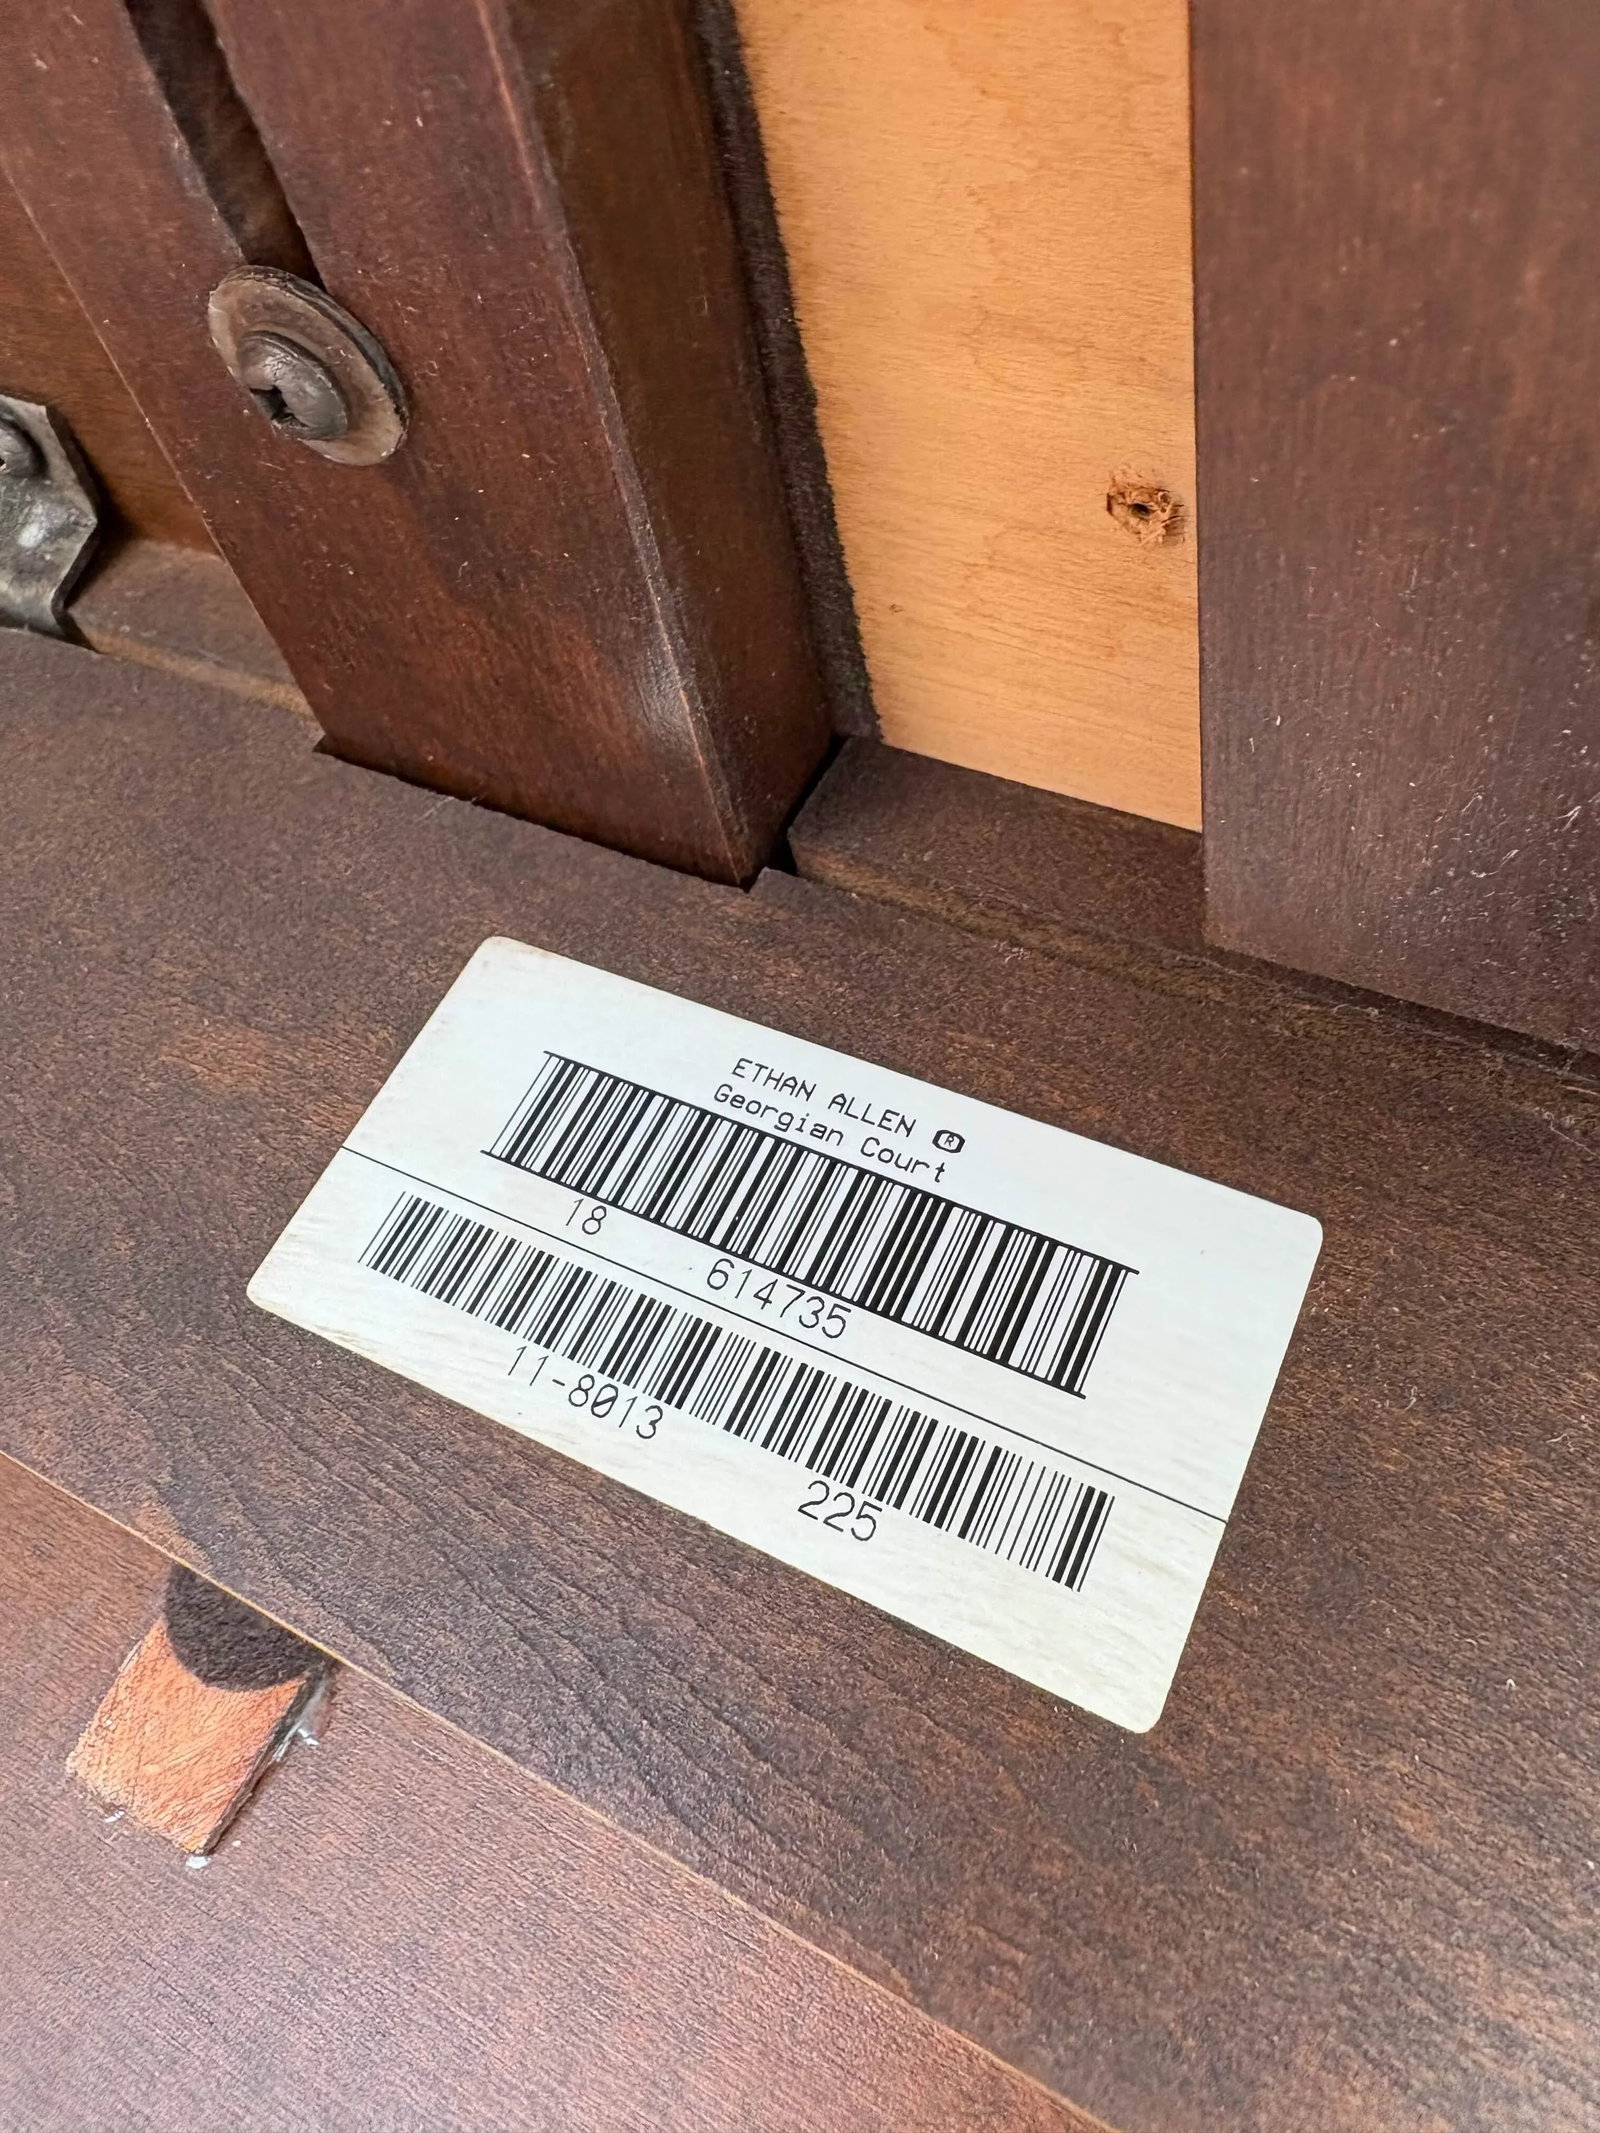 ETHAN ALLEN ®
Georgian Court
18 614735
11-8013 225